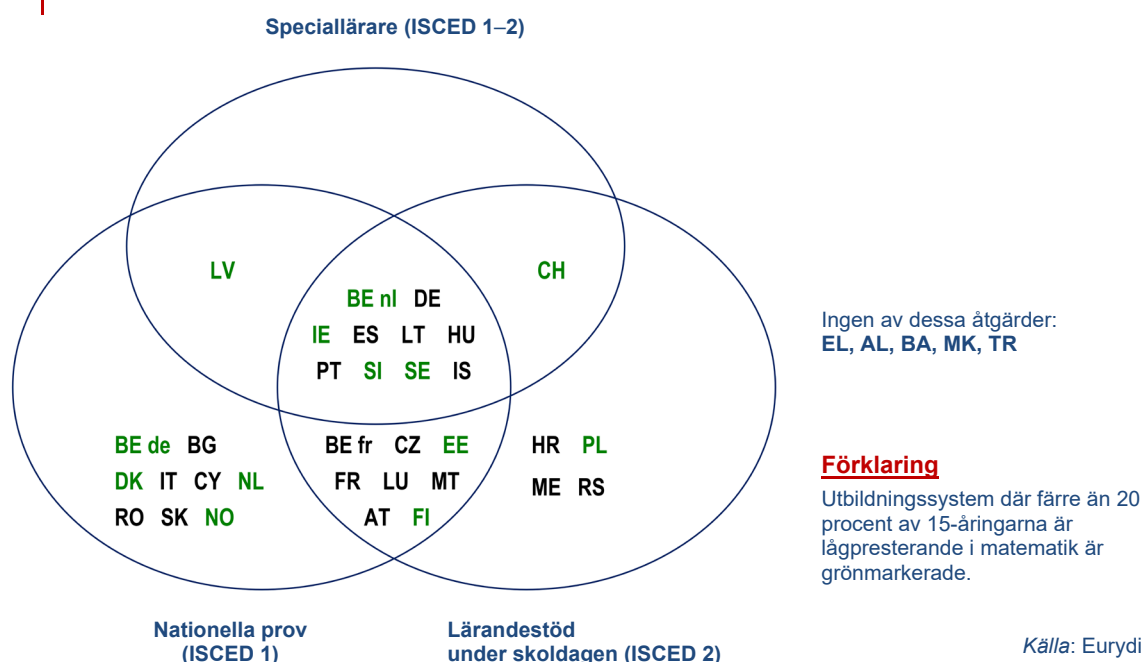 Speciallärare (ISCED 1–2)
LV
CH
BE nl DE
IE ES LT HU
PT SI SE IS
BE de BG
DK IT CY NL
RO SK NO
BE fr CZ EE
FR LU MT
AT FI
HR PL
ME RS
Ingen av dessa åtgärder:
EL, AL, BA, MK, TR
Förklaring
Utbildningssystem där färre än 20
procent av 15-åringarna är
lågpresterande i matematik är
grönmarkerade.
Nationella prov
(ISCED 1)
Lärandestöd
under skoldagen (ISCED 2)
Källa: Eurydi